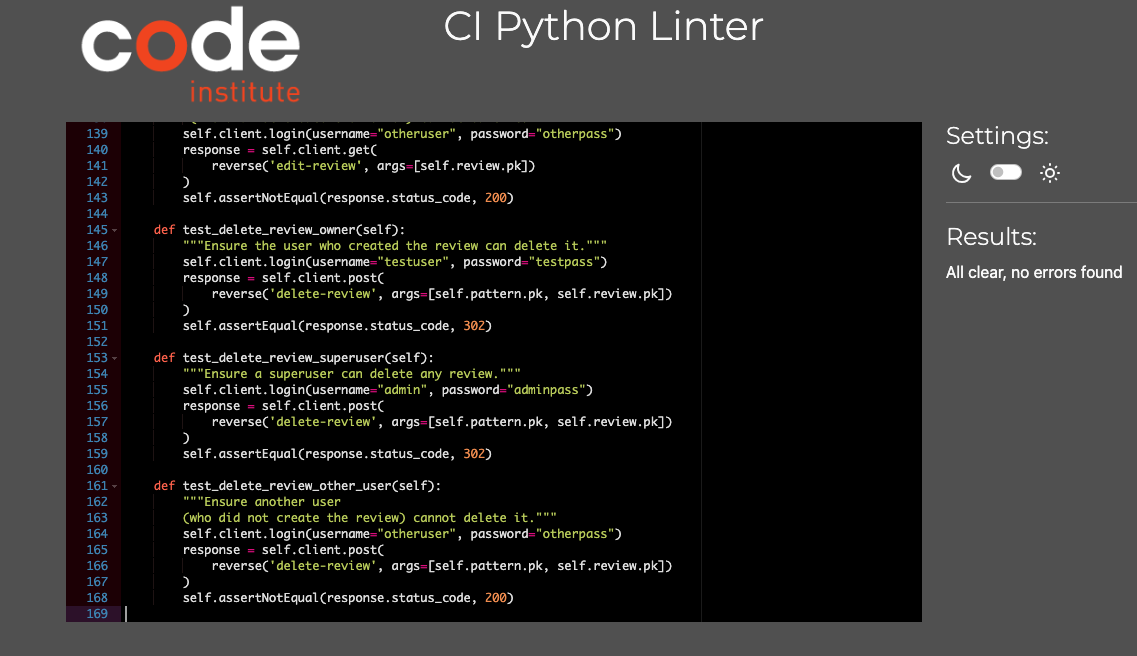 code
institute
CI Python Linter
139 self.client.login(username="otheruser", password="otherpass")
140 response = self.client.get(
141 reverse('edit-review', args=[self.review.pk])
142 )
143 self.assertNotEqual(response.status_code, 200)
144
145 def test_delete_review_owner(self):
146 """Ensure the user who created the review can delete it."""
147 self.client.login(username="testuser", password="testpass")
148 response = self.client.post(
149 reverse('delete-review', args=[self.pattern.pk, self.review.pk])
150 )
151 self.assertEqual(response.status_code, 302)
152
153 def test_delete_review_superuser(self):
154 """Ensure a superuser can delete any review."""
155 self.client.login(username="admin", password="adminpass")
156 response = self.client.post(
157 reverse('delete-review', args=[self.pattern.pk, self.review.pk])
158 )
159 self.assertEqual(response.status_code, 302)
160
161 def test_delete_review_other_user(self):
162 """Ensure another user
163 (who did not create the review) cannot delete it."""
164 self.client.login(username="otheruser", password="otherpass")
165 response = self.client.post(
166 reverse('delete-review', args=[self.pattern.pk, self.review.pk])
167 )
168 self.assertNotEqual(response.status_code, 200)
169
Settings:
Results:
All clear, no errors found